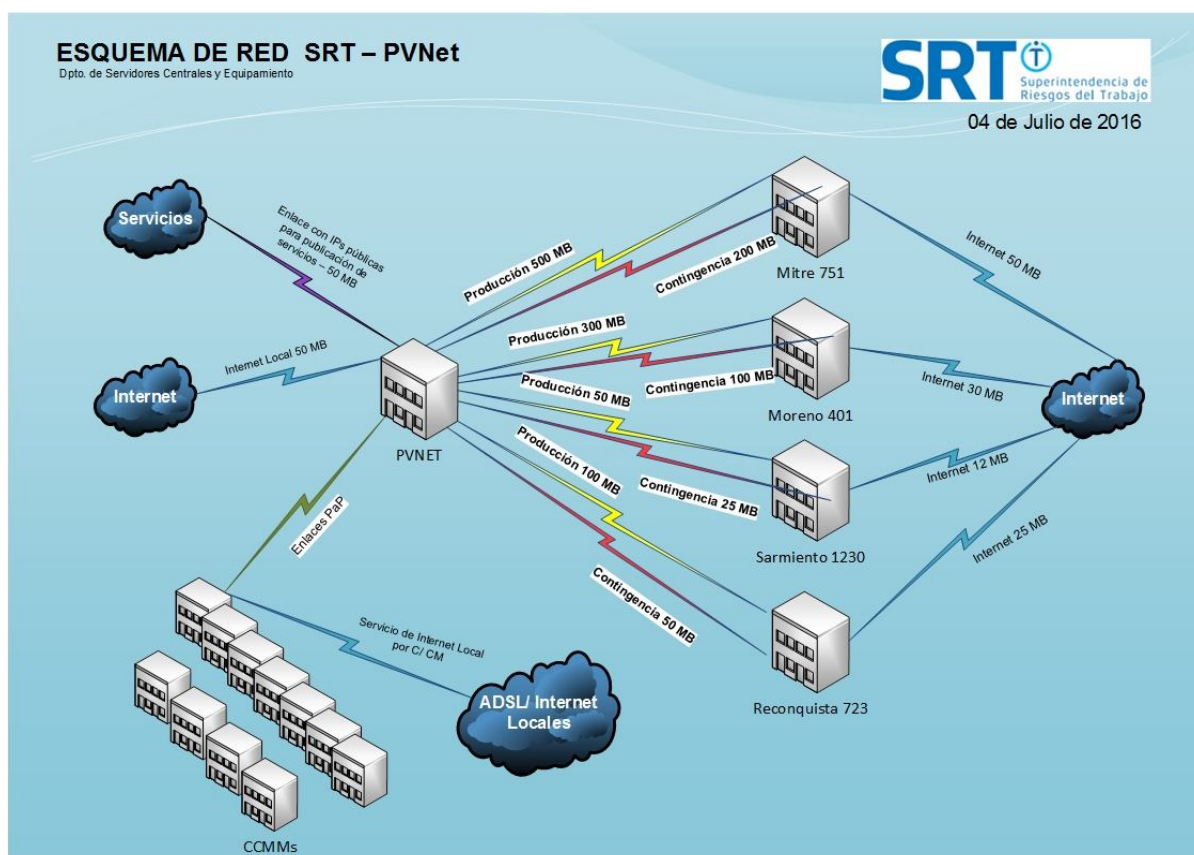 ESQUEMA DE RED SRT – PVNet
Dpto. de Servidores Centrales y Equipamiento
SRT
Superintendencia de
Riesgos del Trabajo
04 de Julio de 2016
Servicios
Enlace con IPs públicas
para publicación de
servicios – 50 MB
Producción 500 MB
Contingencia 200 MB
Mitre 751
Internet 50 MB
Internet
Internet Local 50 MB
PVNET
Producción 300 MB
Contingencia 100 MB
Moreno 401
Internet 30 MB
Internet
Producción 50 MB
Contingencia 25 MB
Sarmiento 1230
Internet 12 MB
Producción 100 MB
Contingencia 50 MB
Reconquista 723
Internet 25 MB
Enlaces PaP
Servicio de Internet Local
por C/ CM
ADSL/ Internet
Locales
CCMMs